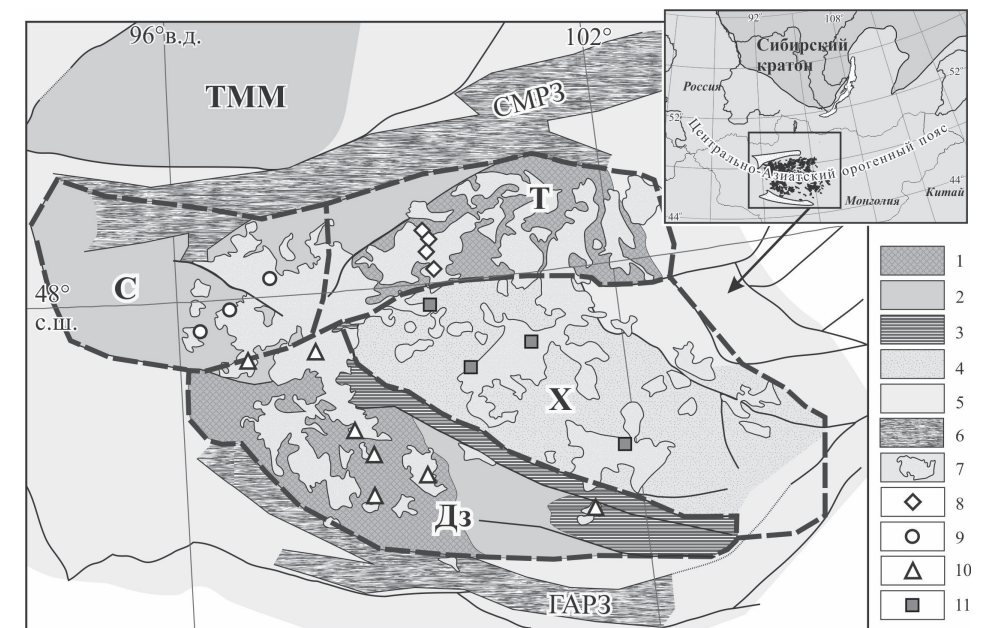 96°в.д.
102°
ТММ
СМРЗ
92°
108°
Сибирский
кратон
Россия
52°
52°
Центрально-Азиатский орогенный пояс
44°
44°
Китай
Монголия
Т
С
48°
с.ш.
Х
Дз
ГАРЗ
1
2
3
4
5
6
7
8
9
10
11